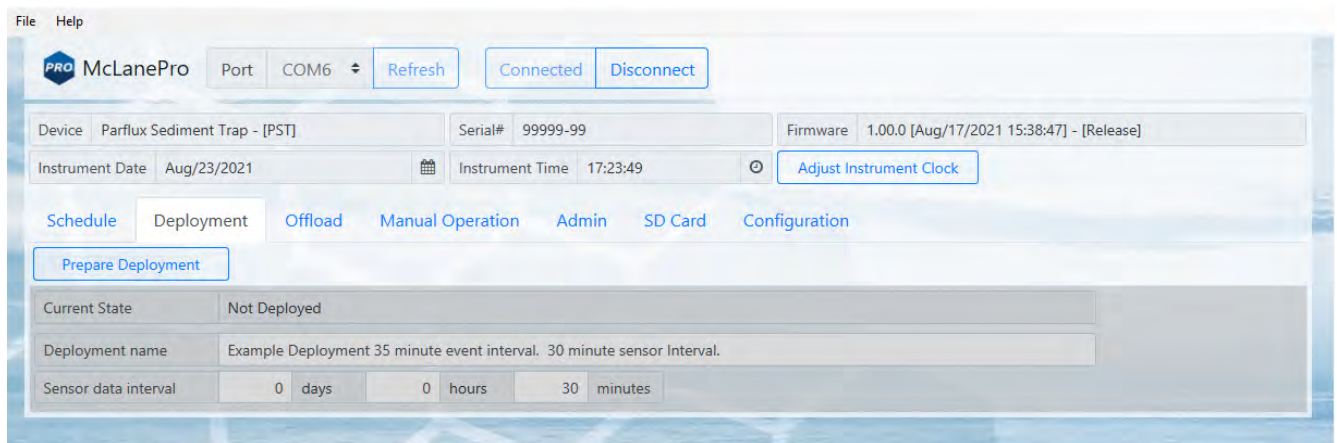 File Help
PRO McLanePro Port COM6 Refresh Connected Disconnect
Device Parflux Sediment Trap - [PST] Serial# 99999-99 Firmware 1.00.0 [Aug/17/2021 15:38:47] - [Release]
Instrument Date Aug/23/2021 Instrument Time 17:23:49 Adjust Instrument Clock
Schedule Deployment Offload Manual Operation Admin SD Card Configuration
Prepare Deployment
Current State Not Deployed
Deployment name Example Deployment 35 minute event interval. 30 minute sensor Interval.
Sensor data interval 0 days 0 hours 30 minutes